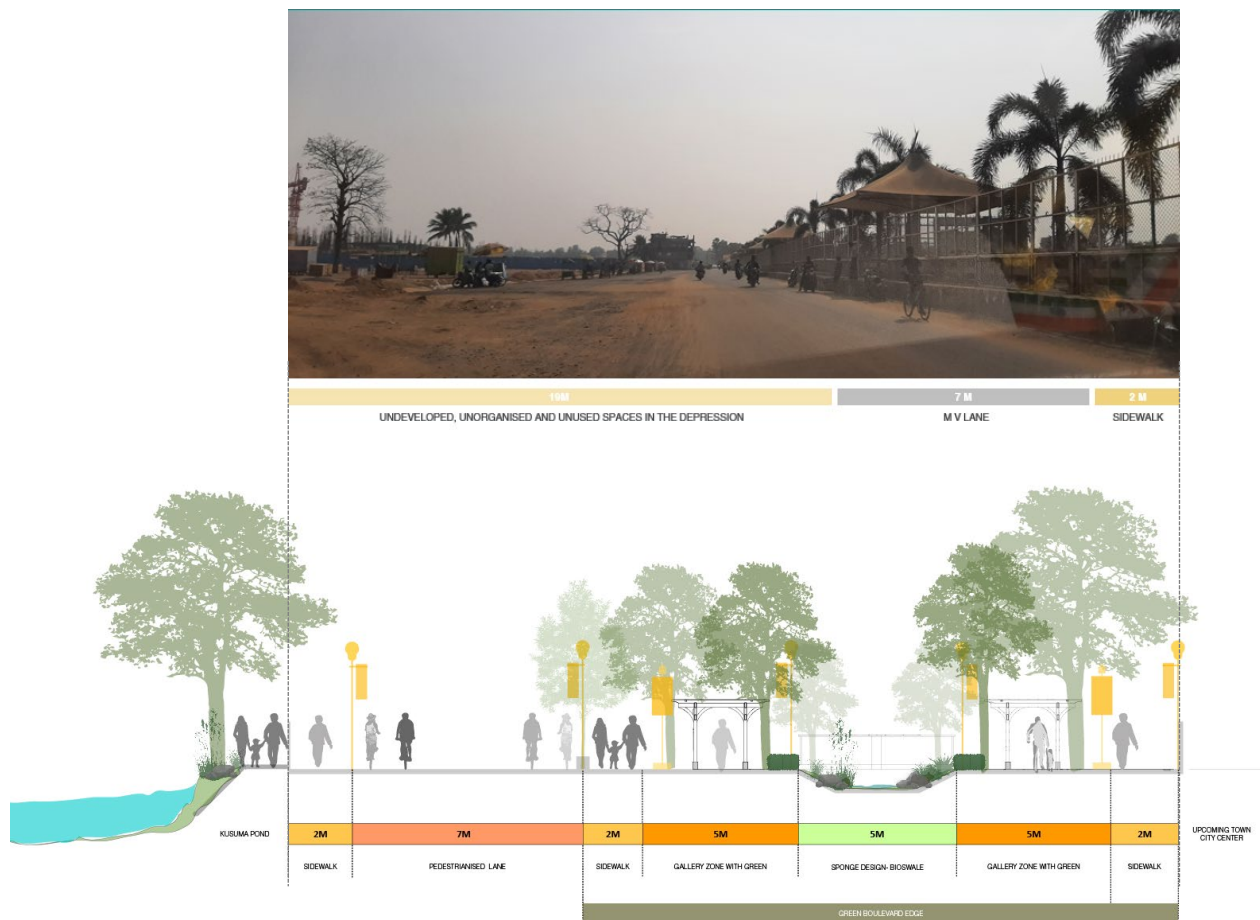 19M
7 M
2 M
UNDEVELOPED, UNORGANISED AND UNUSED SPACES IN THE DEPRESSION
M V LANE
SIDEWALK
KUSUMA POND
2M
7M
2M
5M
5M
5M
2M
UPCOMING TOWN
CITY CENTER
SIDEWALK
PEDESTRIANISED LANE
SIDEWALK
GALLERY ZONE WITH GREEN
SPONGE DESIGN- BIOSWALE
GALLERY ZONE WITH GREEN
SIDEWALK
GREEN BOULEVARD EDGE